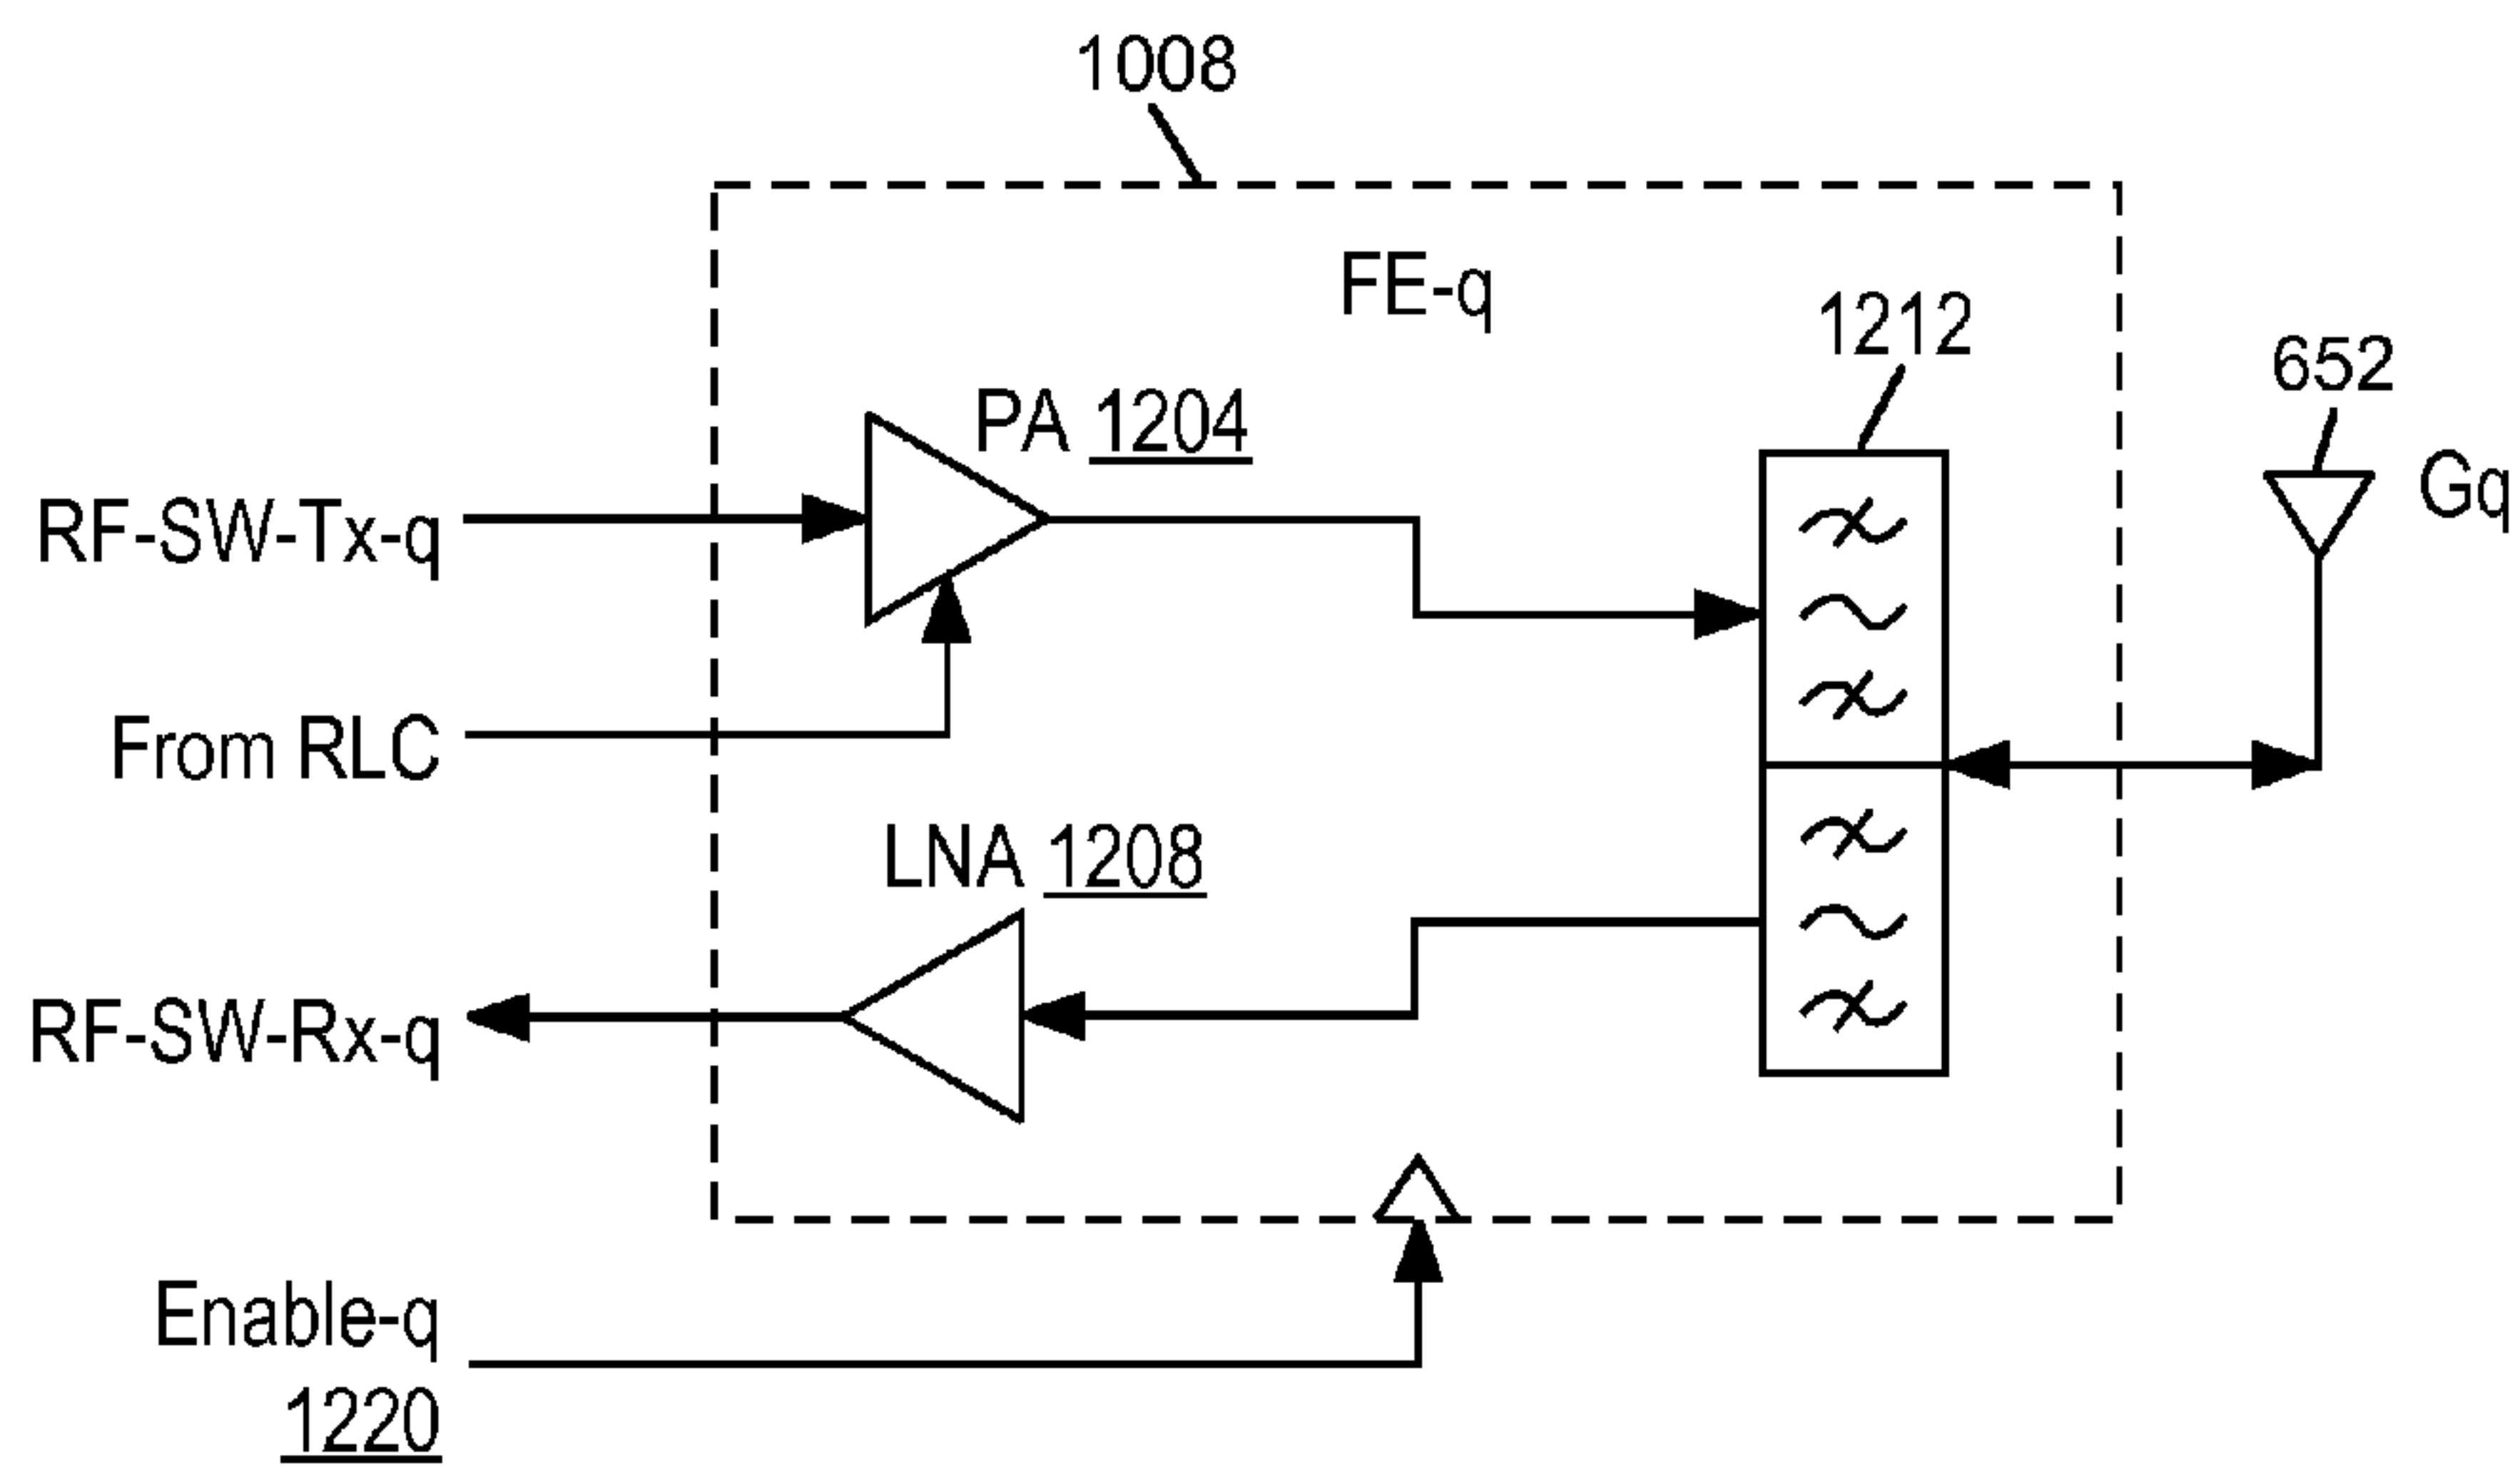 1008
FE-q
1212
652
PA 1204
Gq
RF-SW-Tx-q
From RLC
LNA 1208
RF-SW-Rx-q
Enable-q
1220